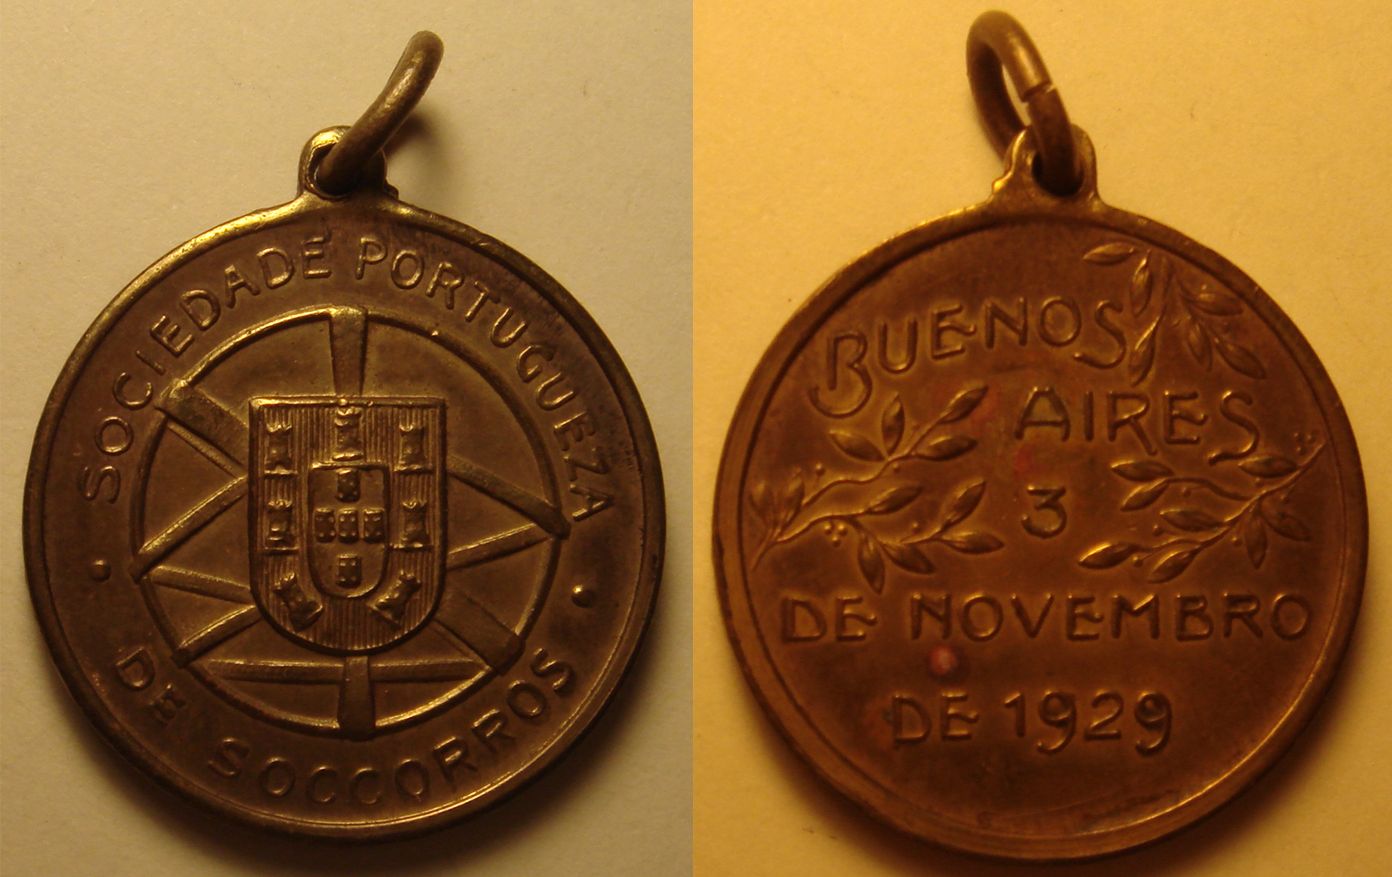 SOCIEDADE PORTUGUEZA
DE SOCCORROS
BUENOS
AIRES
3
DE NOVEMBRO
DE 1929